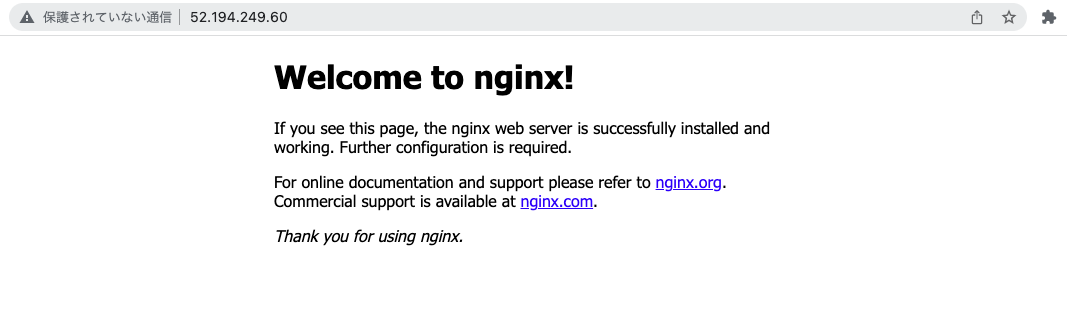 保護されていない通信 52.194.249.60
Welcome to nginx!
If you see this page, the nginx web server is successfully installed and
working. Further configuration is required.
For online documentation and support please refer to nginx.org.
Commercial support is available at nginx.com.
Thank you for using nginx.